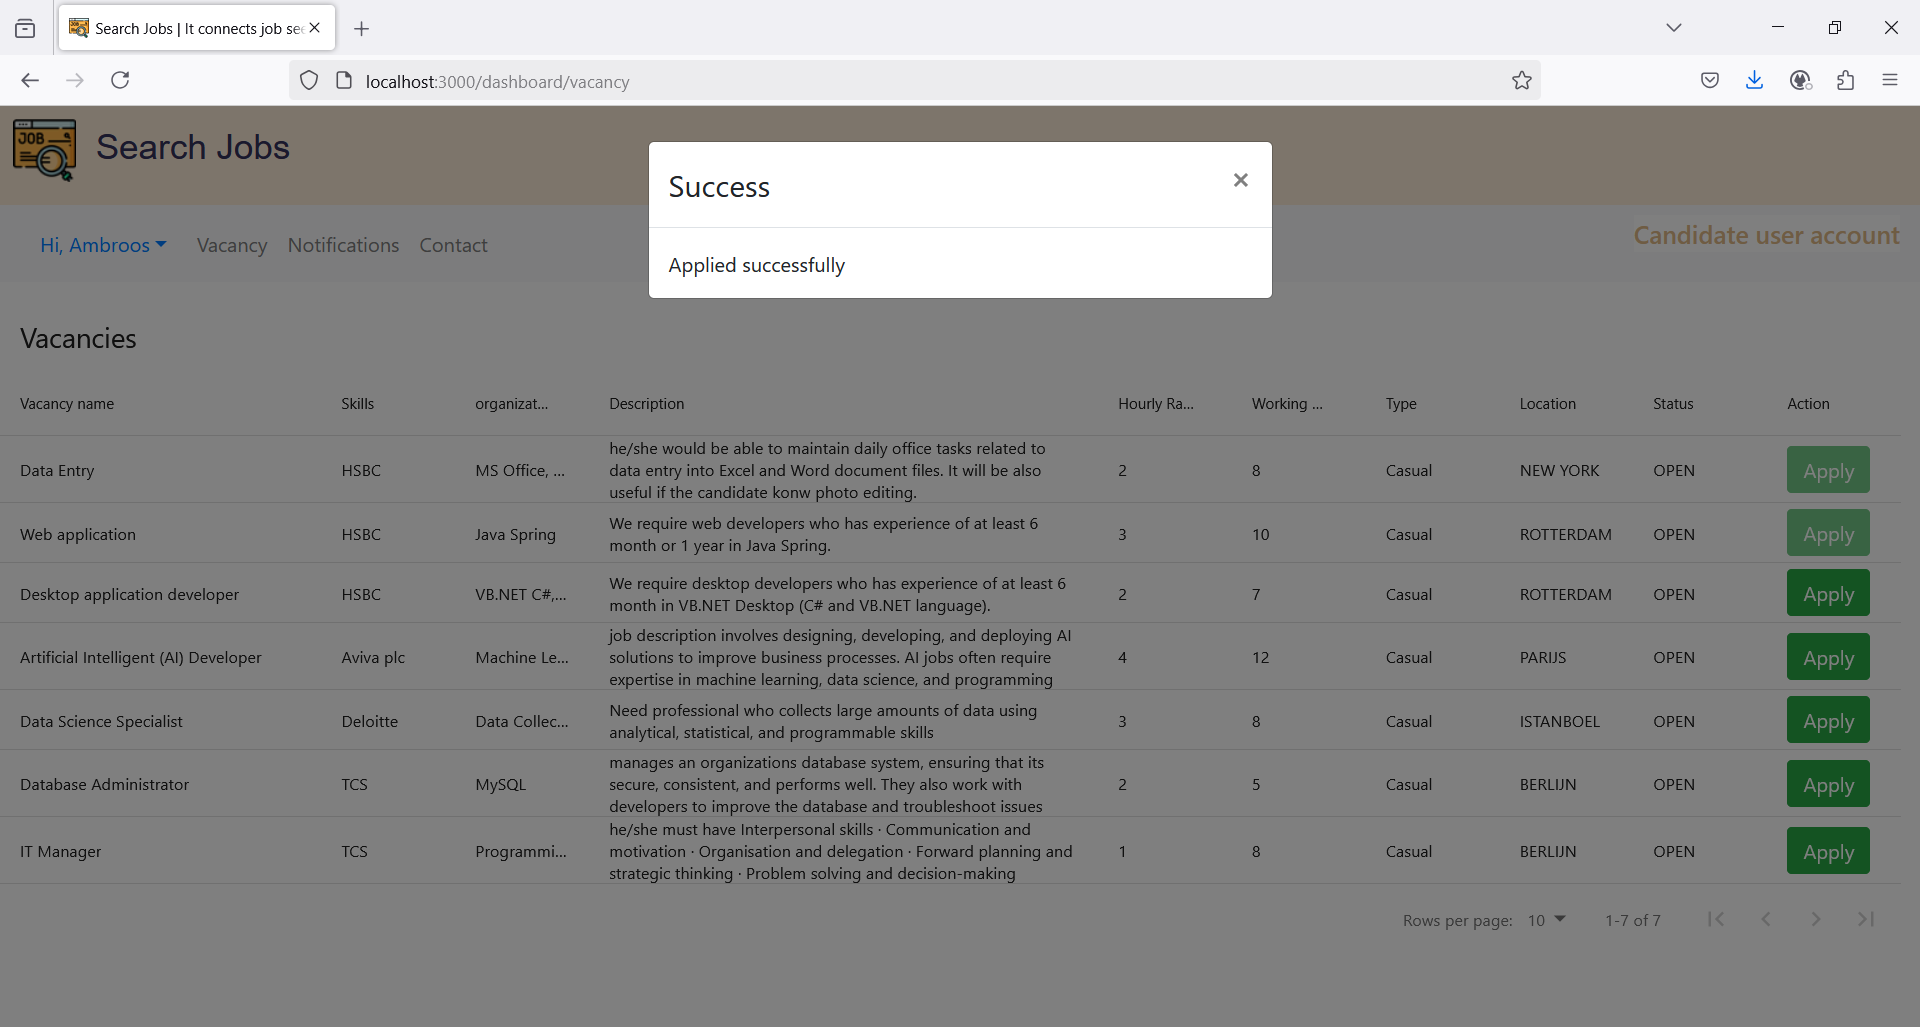 Search Jobs | It connects job see
localhost:3000/dashboard/vacancy
JOB
Search Jobs
Success
×
Applied successfully
Hi, Ambroos
Vacancy
Notifications
Contact
Candidate user account
Vacancies
Vacancy name Skills organizat... Description Hourly Ra... Working ... Type Location Status Action
he/she would be able to maintain daily office tasks related to
Data Entry HSBC MS Office, ... data entry into Excel and Word document files. It will be also 2 8 Casual NEW YORK OPEN Apply
useful if the candidate konw photo editing.
We require web developers who has experience of at least 6
Web application HSBC Java Spring 3 10 Casual ROTTERDAM OPEN Apply
month or 1 year in Java Spring.
We require desktop developers who has experience of at least 6
Desktop application developer HSBC VB.NET C#,... 2 7 Casual ROTTERDAM OPEN Apply
month in VB.NET Desktop (C# and VB.NET language).
job description involves designing, developing, and deploying AI
Artificial Intelligent (AI) Developer Aviva plc Machine Le... solutions to improve business processes. AI jobs often require 4 12 Casual PARIJS OPEN Apply
expertise in machine learning, data science, and programming
Need professional who collects large amounts of data using
Data Science Specialist Deloitte Data Collec... 3 8 Casual ISTANBOEL OPEN Apply
analytical, statistical, and programmable skills
manages an organizations database system, ensuring that its
Database Administrator TCS MySQL secure, consistent, and performs well. They also work with 2 5 Casual BERLIJN OPEN Apply
developers to improve the database and troubleshoot issues
he/she must have Interpersonal skills · Communication and
IT Manager TCS Programmi... motivation · Organisation and delegation · Forward planning and 1 8 Casual BERLIJN OPEN Apply
strategic thinking · Problem solving and decision-making
Rows per page: 10 1-7 of 7